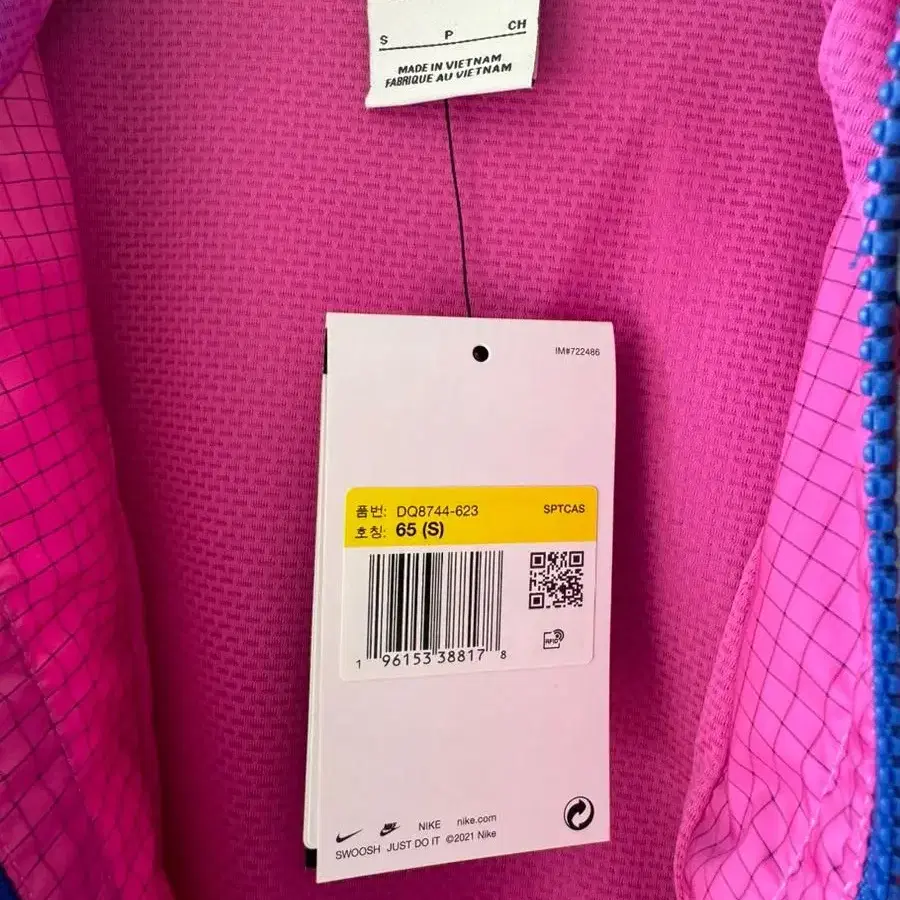 S P CH
MADE IN VIETNAM
FABRIQUE AU VIETNAM
IM#722486
품번: DQ8744-623 SPTCAS
호칭: 65 (S)
RFID
1 96153 38817 8
NIKE nike.com
SWOOSH JUST DO IT ©2021 Nike